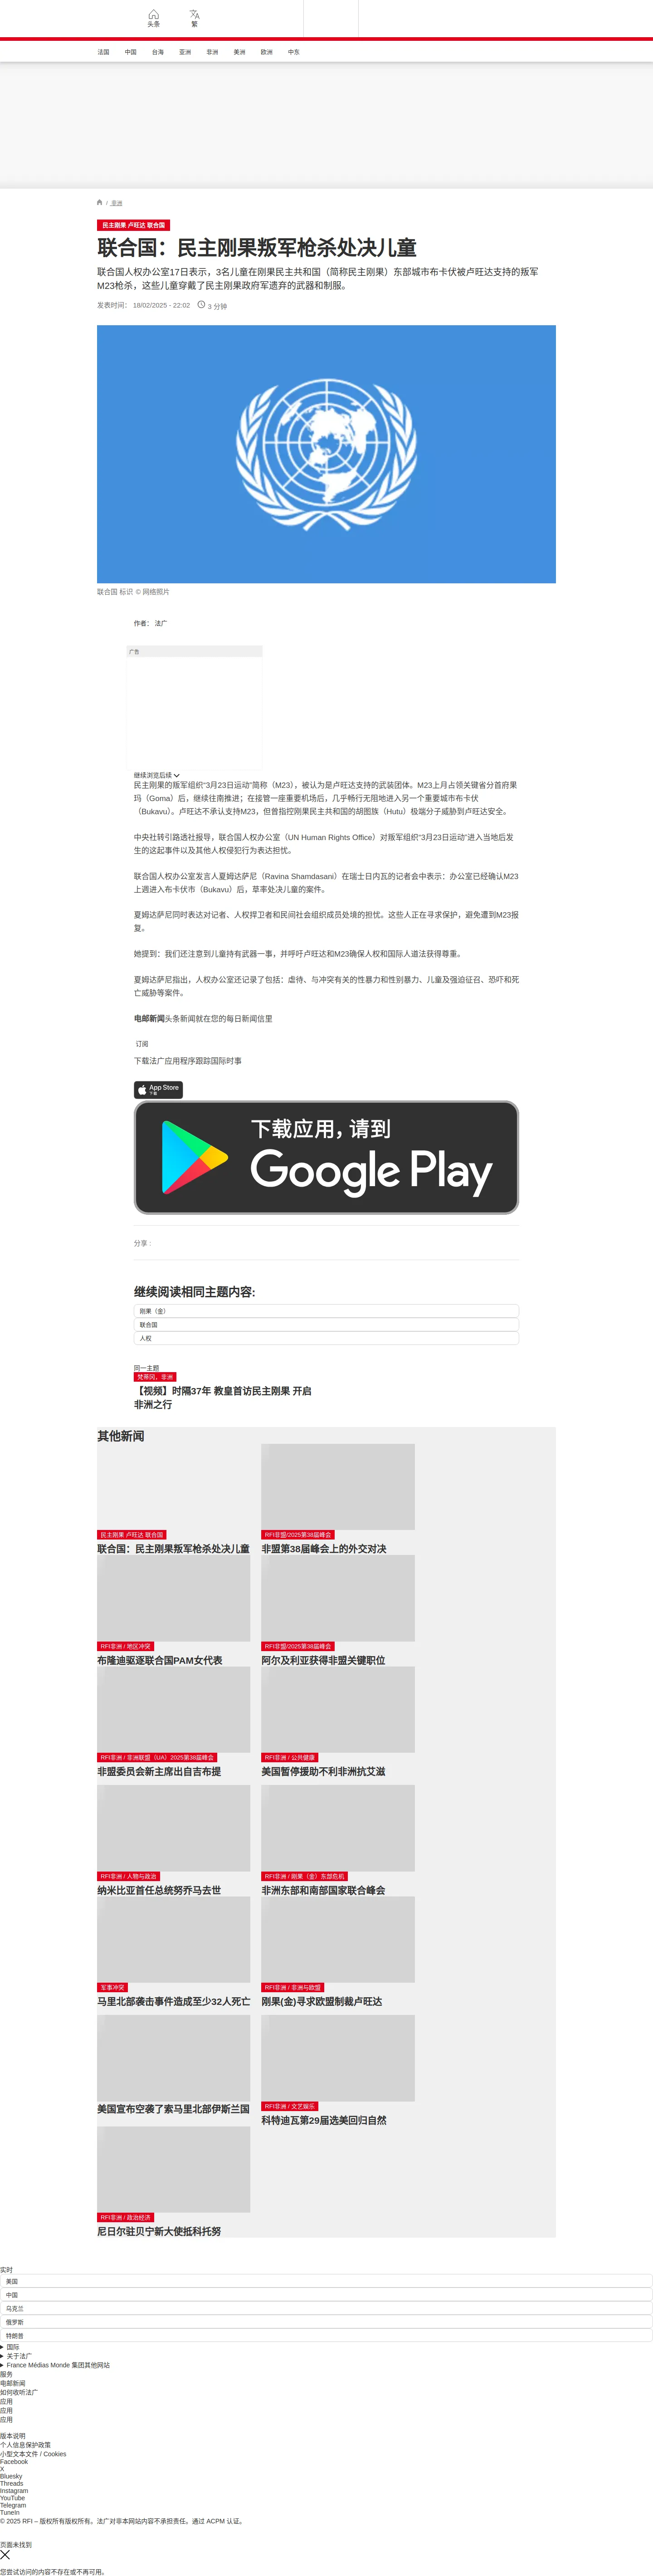 头条
繁
法国
中国
台海
亚洲
非洲
美洲
欧洲
中东
/ 非洲
民主刚果 卢旺达 联合国
联合国：民主刚果叛军枪杀处决儿童
联合国人权办公室17日表示，3名儿童在刚果民主共和国（简称民主刚果）东部城市布卡伏被卢旺达支持的叛军
M23枪杀，这些儿童穿戴了民主刚果政府军遗弃的武器和制服。
发表时间： 18/02/2025 - 22:02
3 分钟
联合国 标识 © 网络照片
作者： 法广
广告
继续浏览后续
民主刚果的叛军组织“3月23日运动”简称（M23），被认为是卢旺达支持的武装团体。M23上月占领关键省分首府果
玛（Goma）后，继续往南推进；在接管一座重要机场后，几乎畅行无阻地进入另一个重要城市布卡伏
（Bukavu）。卢旺达不承认支持M23，但曾指控刚果民主共和国的胡图族（Hutu）极端分子威胁到卢旺达安全。
中央社转引路透社报导，联合国人权办公室（UN Human Rights Office）对叛军组织“3月23日运动”进入当地后发
生的这起事件以及其他人权侵犯行为表达担忧。
联合国人权办公室发言人夏姆达萨尼（Ravina Shamdasani）在瑞士日内瓦的记者会中表示：办公室已经确认M23
上週进入布卡伏市（Bukavu）后，草率处决儿童的案件。
夏姆达萨尼同时表达对记者、人权捍卫者和民间社会组织成员处境的担忧。这些人正在寻求保护，避免遭到M23报
复。
她提到：我们还注意到儿童持有武器一事，并呼吁卢旺达和M23确保人权和国际人道法获得尊重。
夏姆达萨尼指出，人权办公室还记录了包括：虐待、与冲突有关的性暴力和性别暴力、儿童及强迫征召、恐吓和死
亡威胁等案件。
电邮新闻头条新闻就在您的每日新闻信里
订阅
下载法广应用程序跟踪国际时事
App Store
下载
下载应用，请到
Google Play
分享 :
继续阅读相同主题内容:
刚果（金）
联合国
人权
同一主题
梵蒂冈，非洲
【视频】时隔37年 教皇首访民主刚果 开启
非洲之行
其他新闻
民主刚果 卢旺达 联合国
联合国：民主刚果叛军枪杀处决儿童
RFI非盟/2025第38届峰会
非盟第38届峰会上的外交对决
RFI非洲 / 地区冲突
布隆迪驱逐联合国PAM女代表
RFI非盟/2025第38届峰会
阿尔及利亚获得非盟关键职位
RFI非洲 / 非洲联盟（UA）2025第38届峰会
非盟委员会新主席出自吉布提
RFI非洲 / 公共健康
美国暂停援助不利非洲抗艾滋
RFI非洲 / 人物与政治
纳米比亚首任总统努乔马去世
RFI非洲 / 刚果（金）东部危机
非洲东部和南部国家联合峰会
军事冲突
马里北部袭击事件造成至少32人死亡
RFI非洲 / 非洲与欧盟
刚果(金)寻求欧盟制裁卢旺达
美国宣布空袭了索马里北部伊斯兰国
RFI非洲 / 文艺娱乐
科特迪瓦第29届选美回归自然
RFI非洲 / 政治经济
尼日尔驻贝宁新大使抵科托努
实时
美国
中国
乌克兰
俄罗斯
特朗普
国际
关于法广
France Médias Monde 集团其他网站
服务
电邮新闻
如何收听法广
应用
应用
应用
版本说明
个人信息保护政策
小型文本文件 / Cookies
Facebook
X
Bluesky
Threads
Instagram
YouTube
Telegram
TuneIn
© 2025 RFI – 版权所有版权所有。法广对非本网站内容不承担责任。通过 ACPM 认证。
页面未找到
您尝试访问的内容不存在或不再可用。